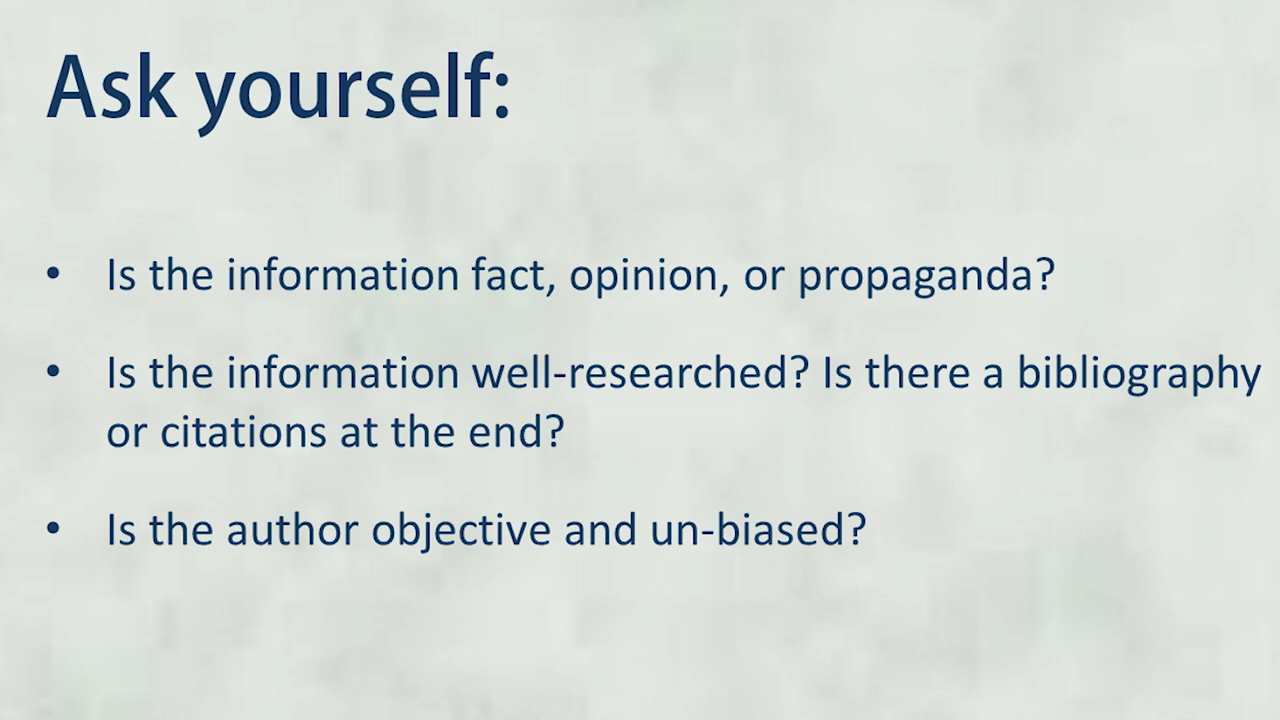 Ask yourself:
• Is the information fact, opinion, or propaganda?
• Is the information well-researched? Is there a bibliography
or citations at the end?
• Is the author objective and un-biased?